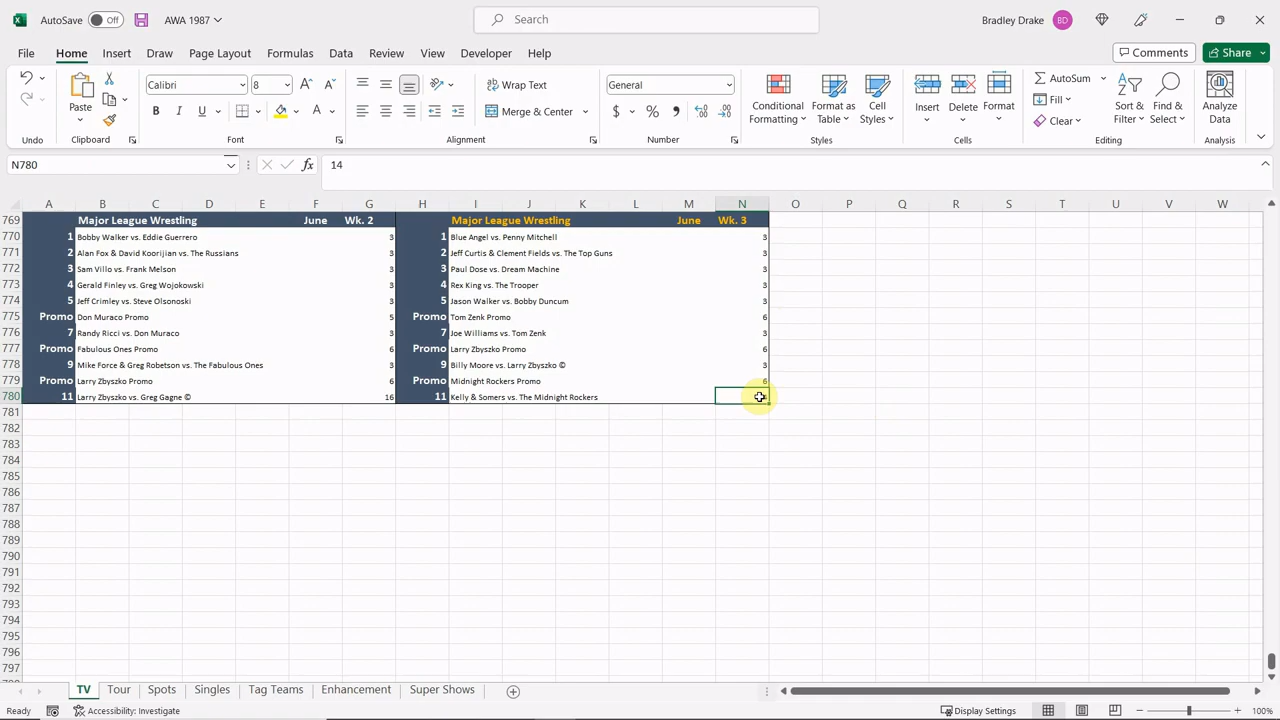 AutoSave Off AWA 1987 Search Bradley Drake BD
File Home Insert Draw Page Layout Formulas Data Review View Developer Help Comments Share
Calibri 8 Wrap Text General AutoSum
Paste B I U Merge & Center $ % Conditional Formatting Format as Table Cell Styles Insert Delete Format Fill Clear Sort & Filter Find & Select Analyze Data
Undo Clipboard Font Alignment Number Styles Cells Editing Analysis
N780 fx 14
A B C D E F G H I J K L M N O P Q R S T U V W
769 Major League Wrestling June Wk. 2 Major League Wrestling June Wk. 3
770 1 Bobby Walker vs. Eddie Guerrero 3 1 Blue Angel vs. Penny Mitchell 3
771 2 Alan Fox & David Koorijian vs. The Russians 3 2 Jeff Curtis & Clement Fields vs. The Top Guns 3
772 3 Sam Villo vs. Frank Melson 3 3 Paul Dose vs. Dream Machine 3
773 4 Gerald Finley vs. Greg Wojokowski 3 4 Rex King vs. The Trooper 3
774 5 Jeff Crimley vs. Steve Olsonoski 3 5 Jason Walker vs. Bobby Duncum 3
775 Promo Don Muraco Promo 5 Promo Tom Zenk Promo 6
776 7 Randy Ricci vs. Don Muraco 3 7 Joe Williams vs. Tom Zenk 3
777 Promo Fabulous Ones Promo 6 Promo Larry Zbyszko Promo 6
778 9 Mike Force & Greg Robetson vs. The Fabulous Ones 3 9 Billy Moore vs. Larry Zbyszko © 3
779 Promo Larry Zbyszko Promo 6 Promo Midnight Rockers Promo 6
780 11 Larry Zbyszko vs. Greg Gagne © 16 11 Kelly & Somers vs. The Midnight Rockers
781
782
783
784
785
786
787
788
789
790
791
792
793
794
795
796
797
TV Tour Spots Singles Tag Teams Enhancement Super Shows
Ready Accessibility: Investigate Display Settings 100%